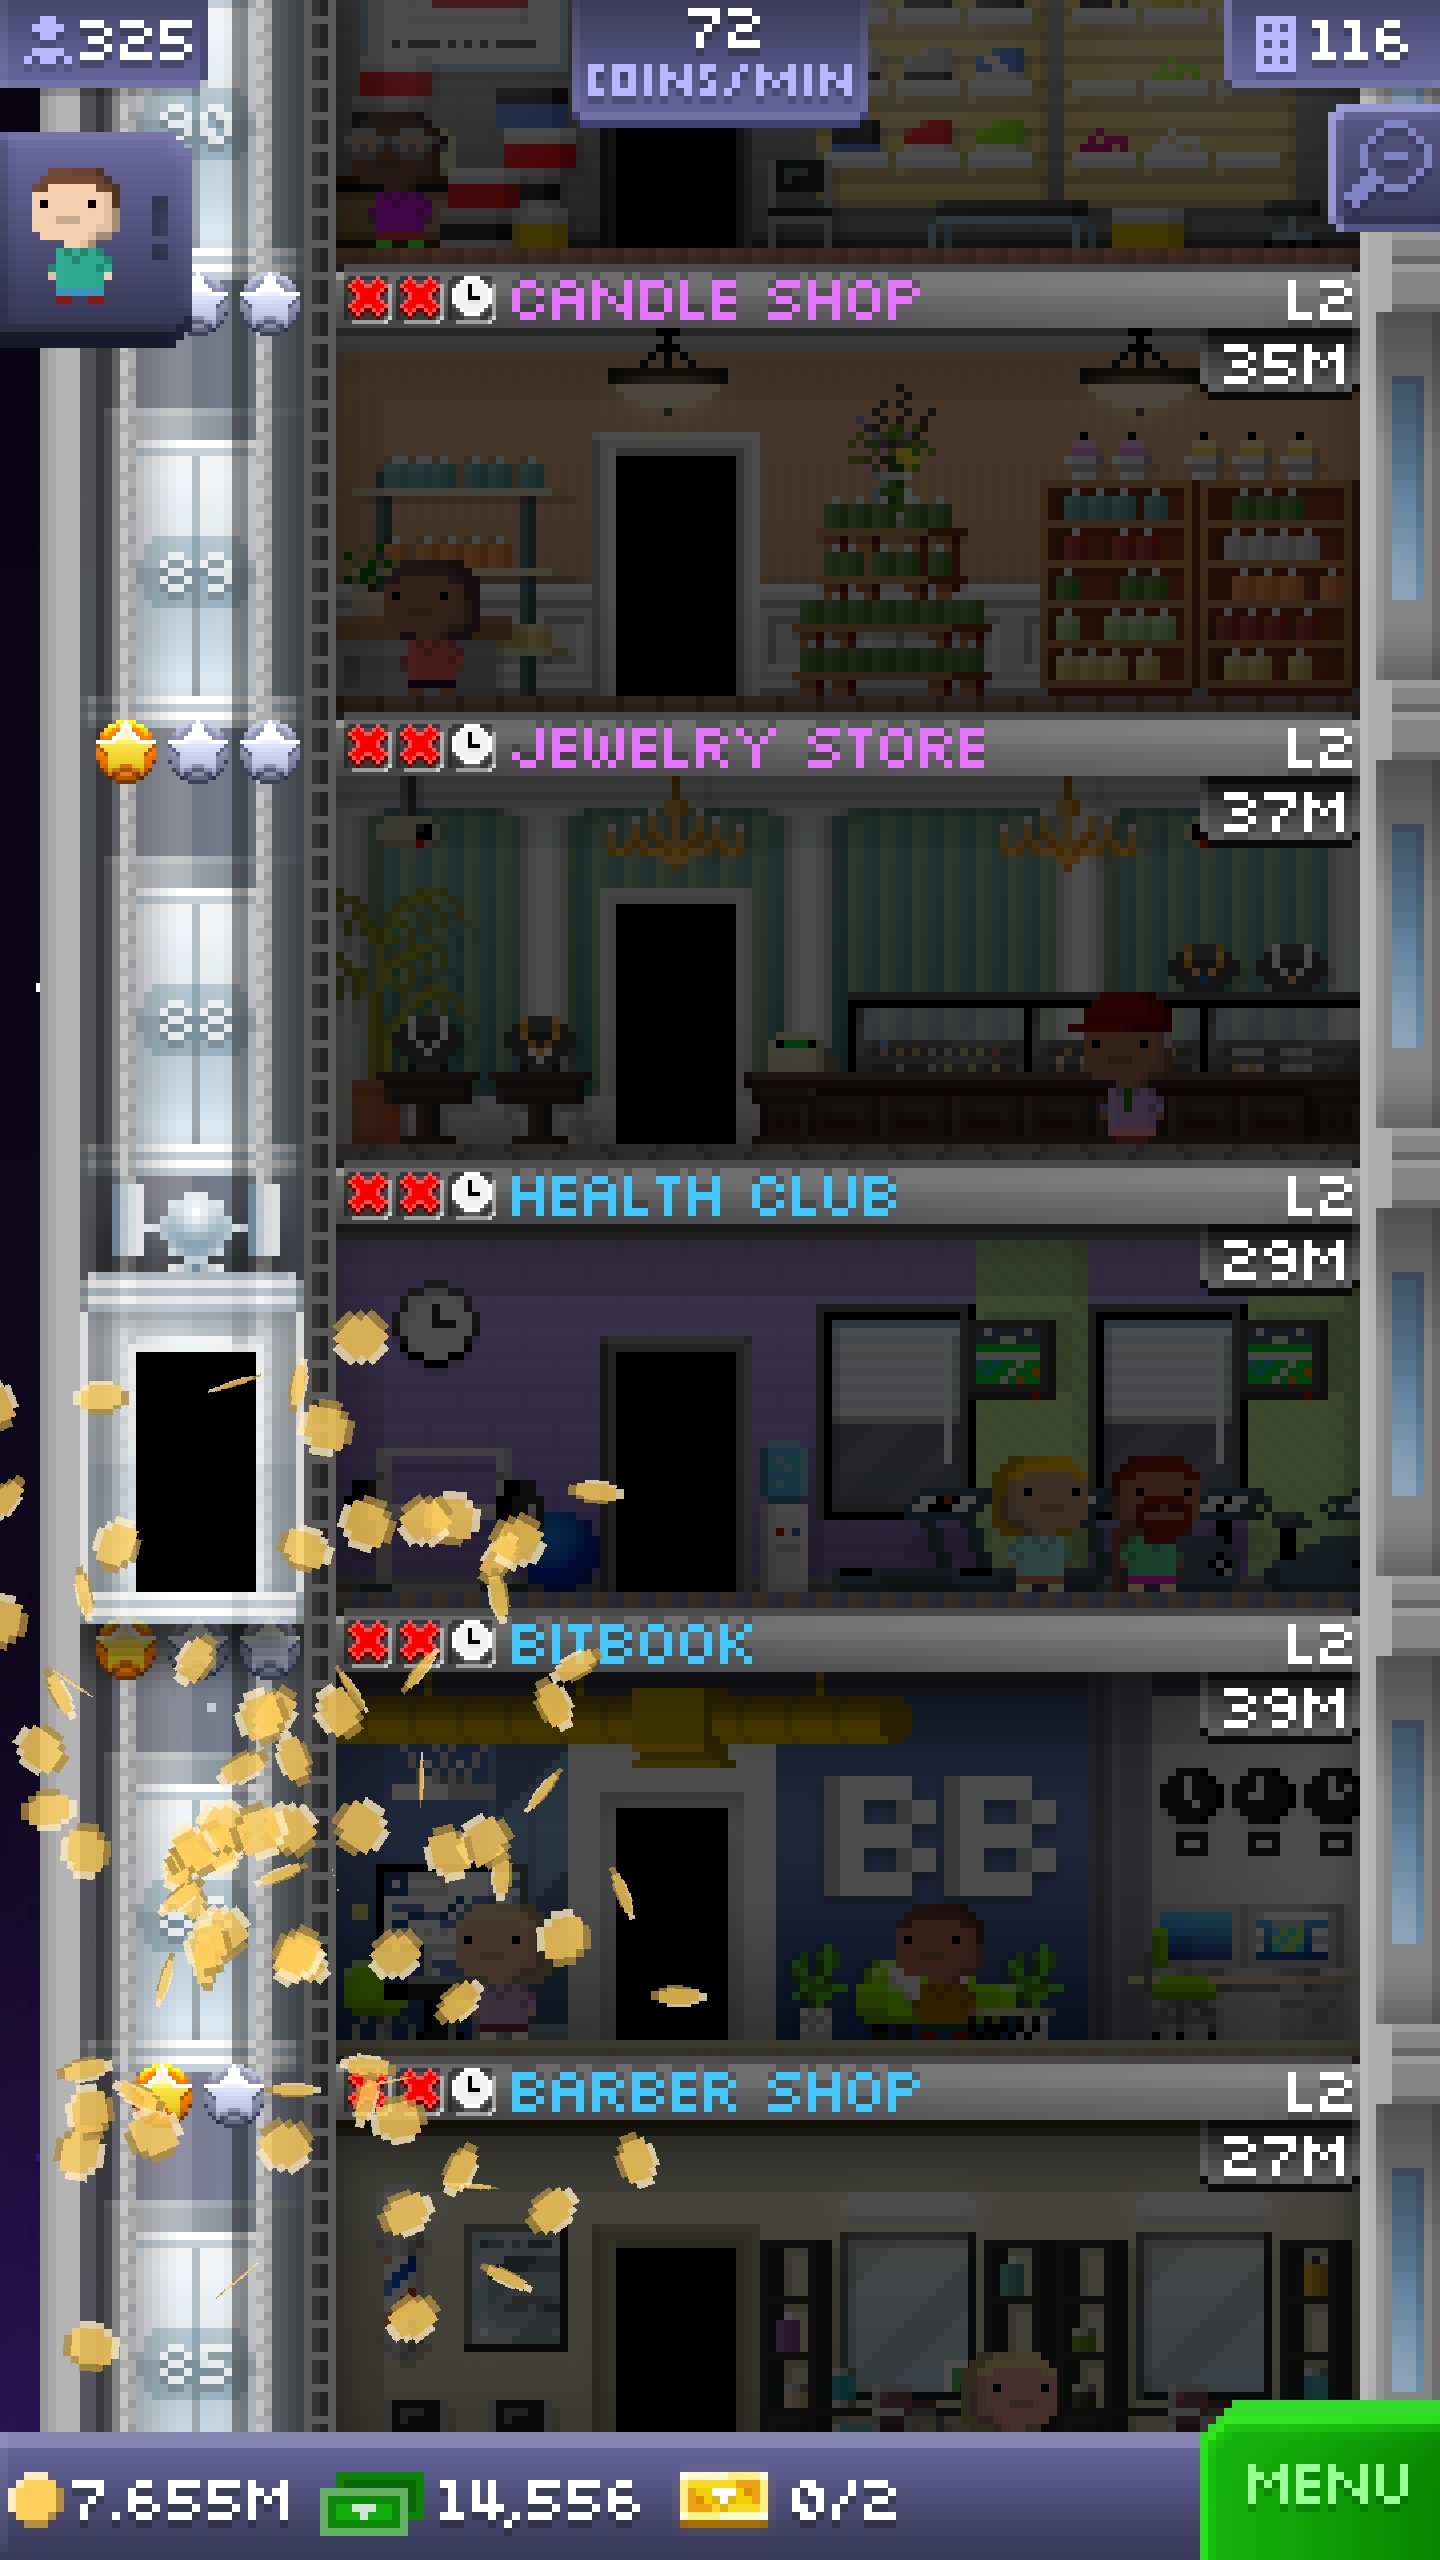 325
72
COINS/MIN
116
90
CANDLE SHOP L2
35M
88
JEWELRY STORE L2
37M
88
HEALTH CLUB L2
29M
BITBOOK L2
39M
BB
BARBER SHOP L2
27M
85
7.655M 14,556 0/2 MENU